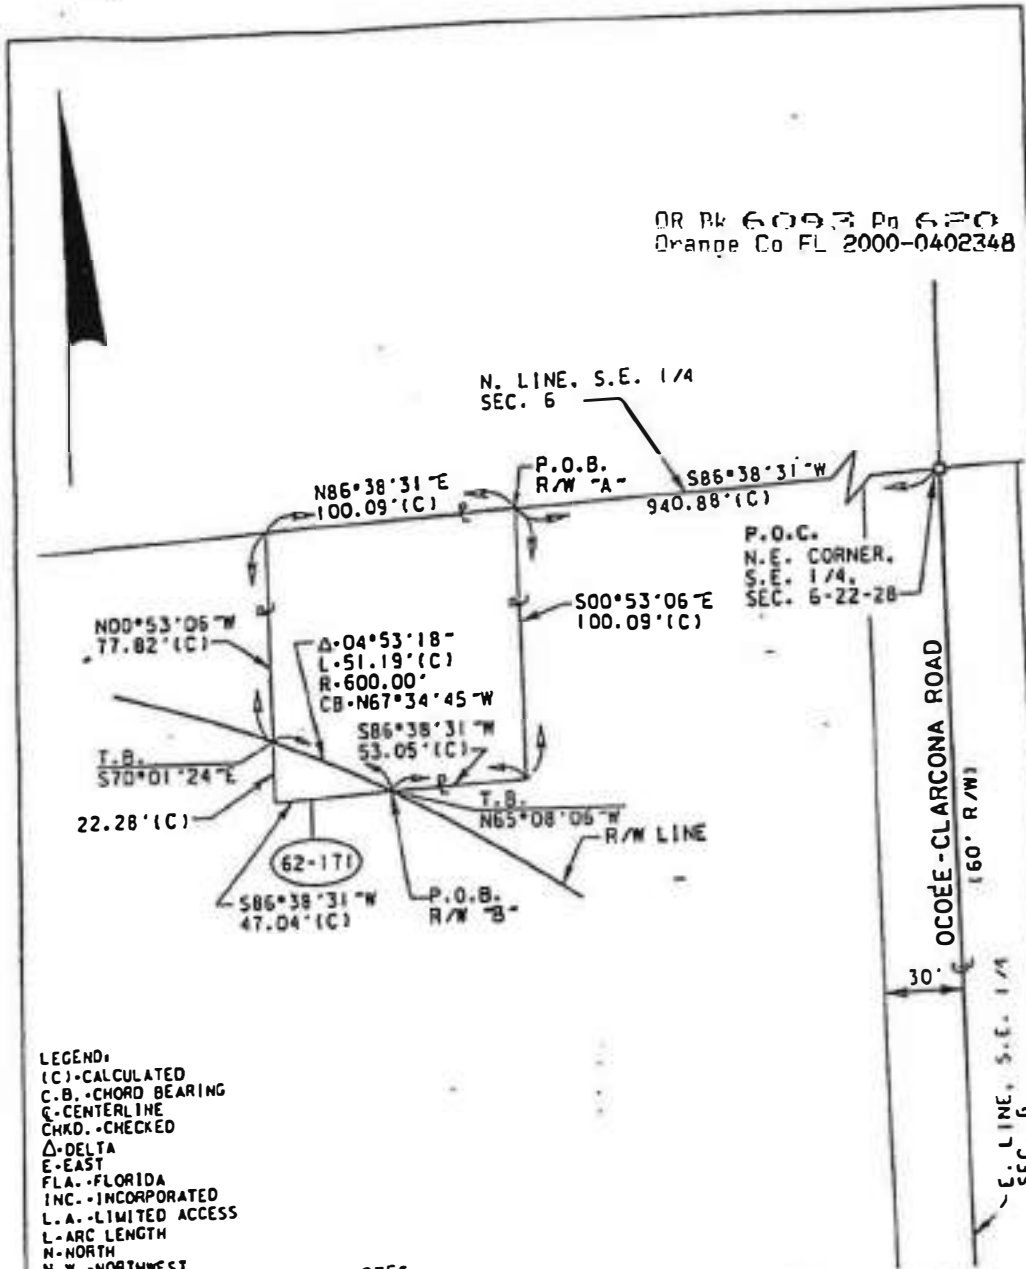 OR Bk 6093 Pg 620
Orange Co FL 2000-0402348
N. LINE, S.E. 1/4
SEC. 6
P.O.B.
R/W "A"
S86°38'31"W
940.88'(C)
N86°38'31"E
100.09'(C)
P.O.C.
N.E. CORNER,
S.E. 1/4,
SEC. 6-22-28
S00°53'06"E
100.09'(C)
N00°53'06"W
77.82'(C)
Δ=04°53'18"
L=51.19'(C)
R=600.00'
CB=N67°34'45"W
S86°38'31"W
53.05'(C)
T.B.
S70°01'24"E
T.B.
N65°08'06"W
22.28'(C)
R/W LINE
62-171
S86°38'31"W
47.04'(C)
P.O.B.
R/W "B"
OCOEE-CLARCONA ROAD
(60' R/W)
30'
E. LINE, S.E. 1/4
SEC. 6
LEGEND:
(C)=CALCULATED
C.B.=CHORD BEARING
℄=CENTERLINE
CHKD.=CHECKED
Δ=DELTA
E=EAST
FLA.=FLORIDA
INC.=INCORPORATED
L.A.=LIMITED ACCESS
L=ARC LENGTH
N=NORTH
N.W.=NORTHWEST